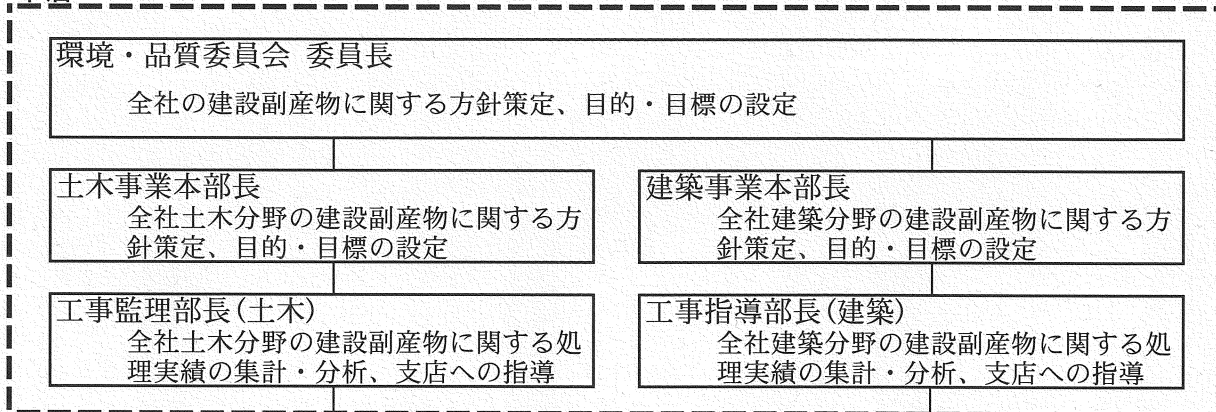 環境・品質委員会 委員長
全社の建設副産物に関する方針策定、目的・目標の設定
土木事業本部長
全社土木分野の建設副産物に関する方
針策定、目的・目標の設定
建築事業本部長
全社建築分野の建設副産物に関する方
針策定、目的・目標の設定
工事監理部長(土木)
全社土木分野の建設副産物に関する処
理実績の集計・分析、支店への指導
工事指導部長(建築)
全社建築分野の建設副産物に関する処
理実績の集計・分析、支店への指導